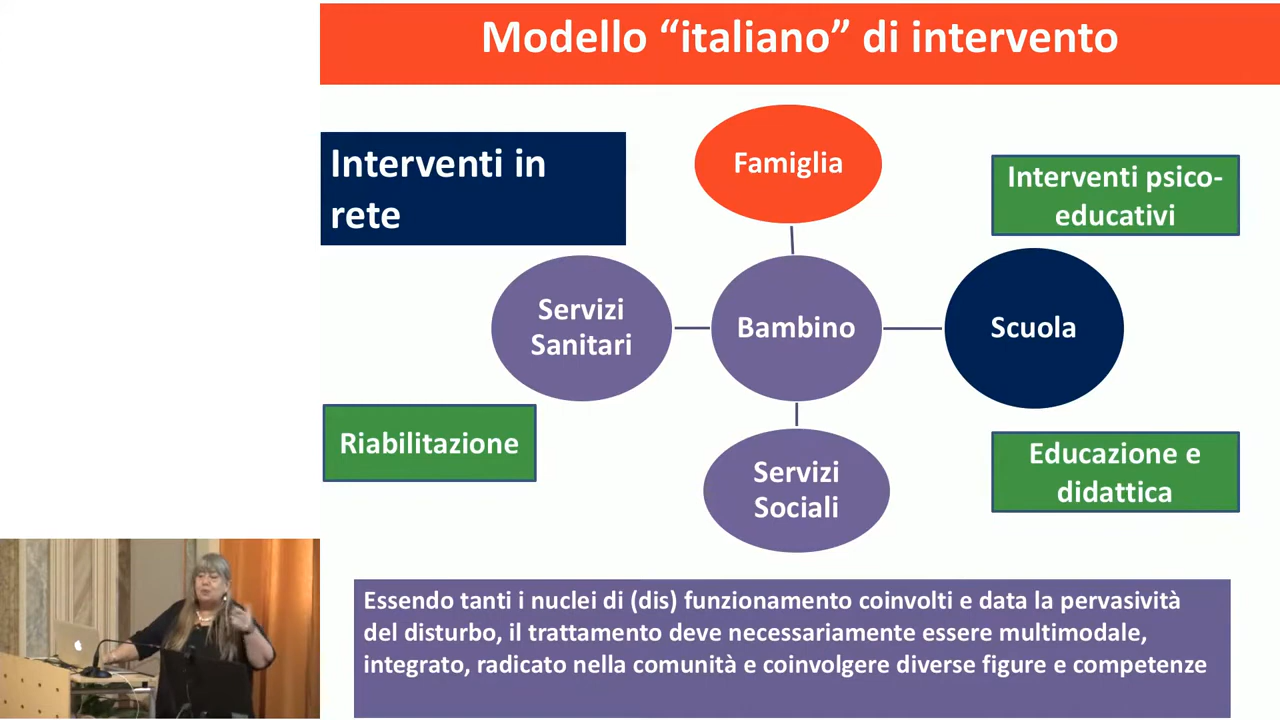 Modello “italiano” di intervento
Interventi in
rete
Famiglia
Interventi psico-
educativi
Servizi
Sanitari
Bambino
Scuola
Riabilitazione
Servizi
Sociali
Educazione e
didattica
Essendo tanti i nuclei di (dis) funzionamento coinvolti e data la pervasività
del disturbo, il trattamento deve necessariamente essere multimodale,
integrato, radicato nella comunità e coinvolgere diverse figure e competenze